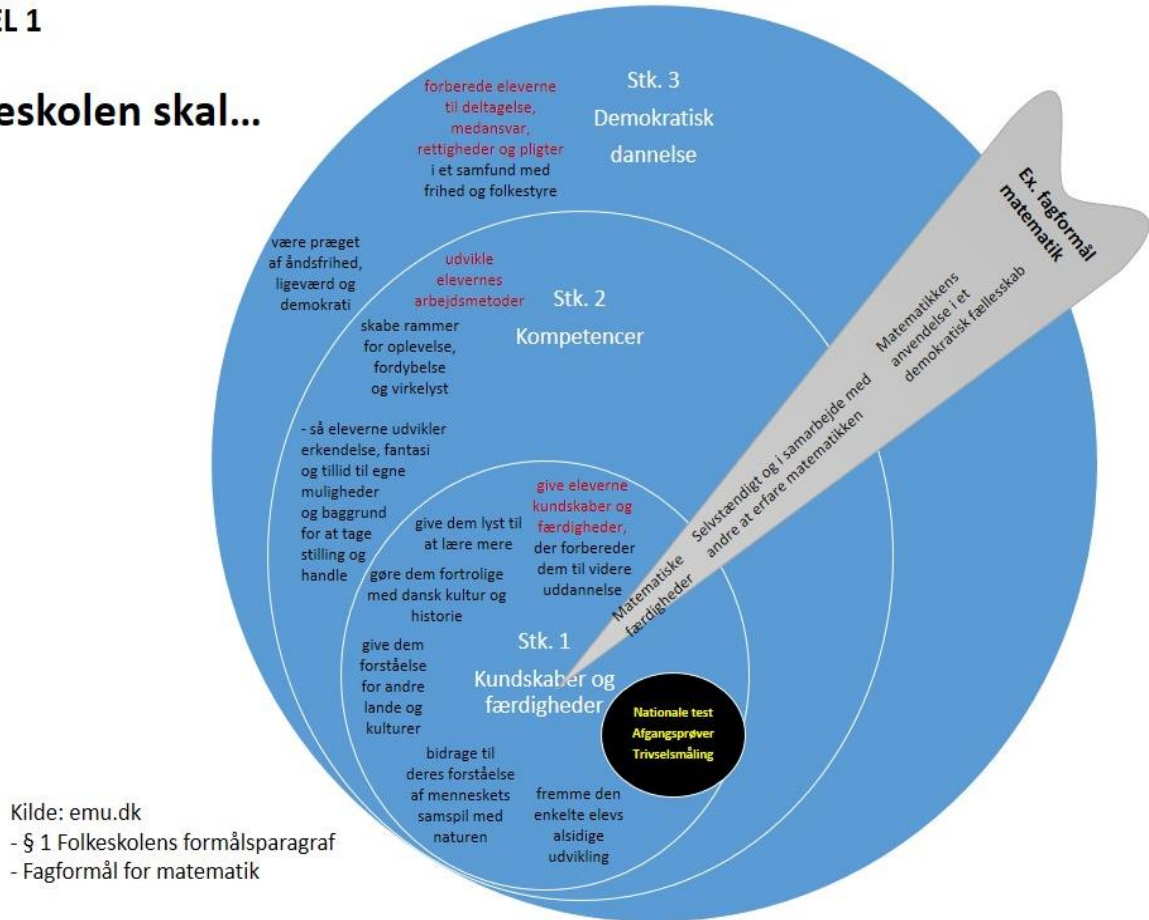 EL 1
eskolen skal...
forberede eleverne
til deltagelse,
medansvar,
rettigheder og pligter
i et samfund med
frihed og folkestyre
Stk. 3
Demokratisk
dannelse
være præget
af åndsfrihed,
ligeværd og
demokrati
udvikle
elevernes
arbejdsmetoder
Stk. 2
Kompetencer
skabe rammer
for oplevelse,
fordybelse
og virkelyst
- så eleverne udvikler
erkendelse, fantasi
og tillid til egne
muligheder
og baggrund
for at tage
stilling og
handle
give eleverne
kundskaber og
færdigheder,
der forbereder
dem til videre
uddannelse
give dem lyst til
at lære mere
gøre dem fortrolige
med dansk kultur og
historie
Stk. 1
Kundskaber og
færdigheder
give dem
forståelse
for andre
lande og
kulturer
bidrage til
deres forståelse
af menneskets
samspil med
naturen
fremme den
enkelte elevs
alsidige
udvikling
Nationale test
Afgangsprøver
Trivselsmåling
Ex. fagformål
matematik
Matematikkens
anvendelse i et
demokratisk fællesskab
Selvstændigt og i samarbejde med
andre at erfare matematikken
Matematiske
færdigheder
Kilde: emu.dk
- § 1 Folkeskolens formålsparagraf
- Fagformål for matematik